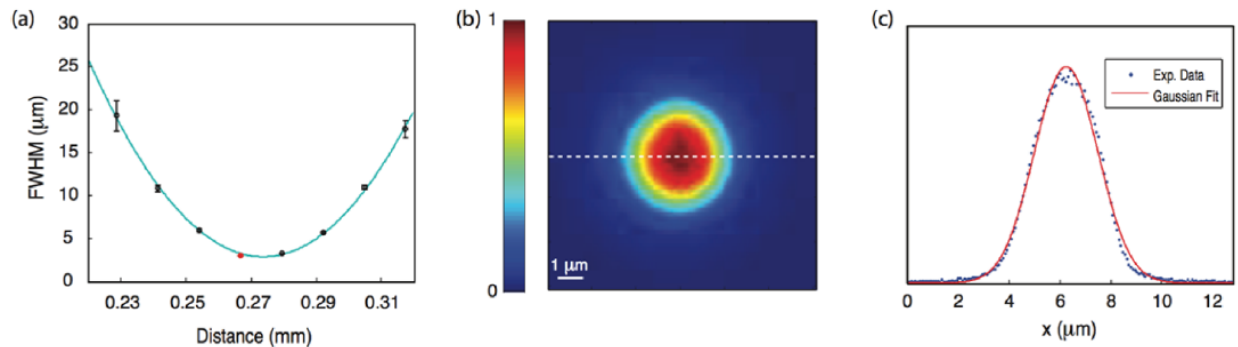 (a)
30
25
20
15
10
5
0
FWHM (μm)
0.23 0.25 0.27 0.29 0.31
Distance (mm)
(b)
1
0
1 μm
(c)
Exp. Data
Gaussian Fit
0 2 4 6 8 10 12
x (μm)